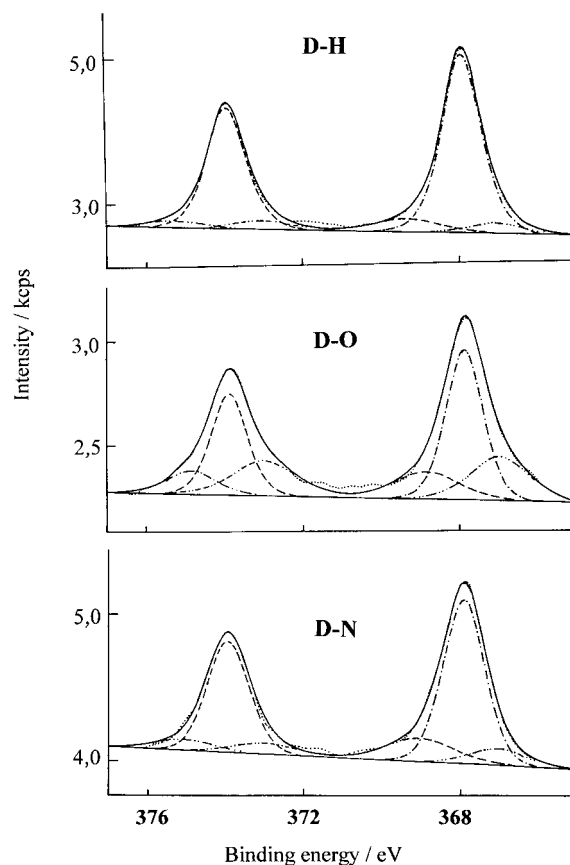 D-H
5,0
3,0
D-O
3,0
2,5
D-N
5,0
4,0
Intensity / kcps
376 372 368
Binding energy / eV